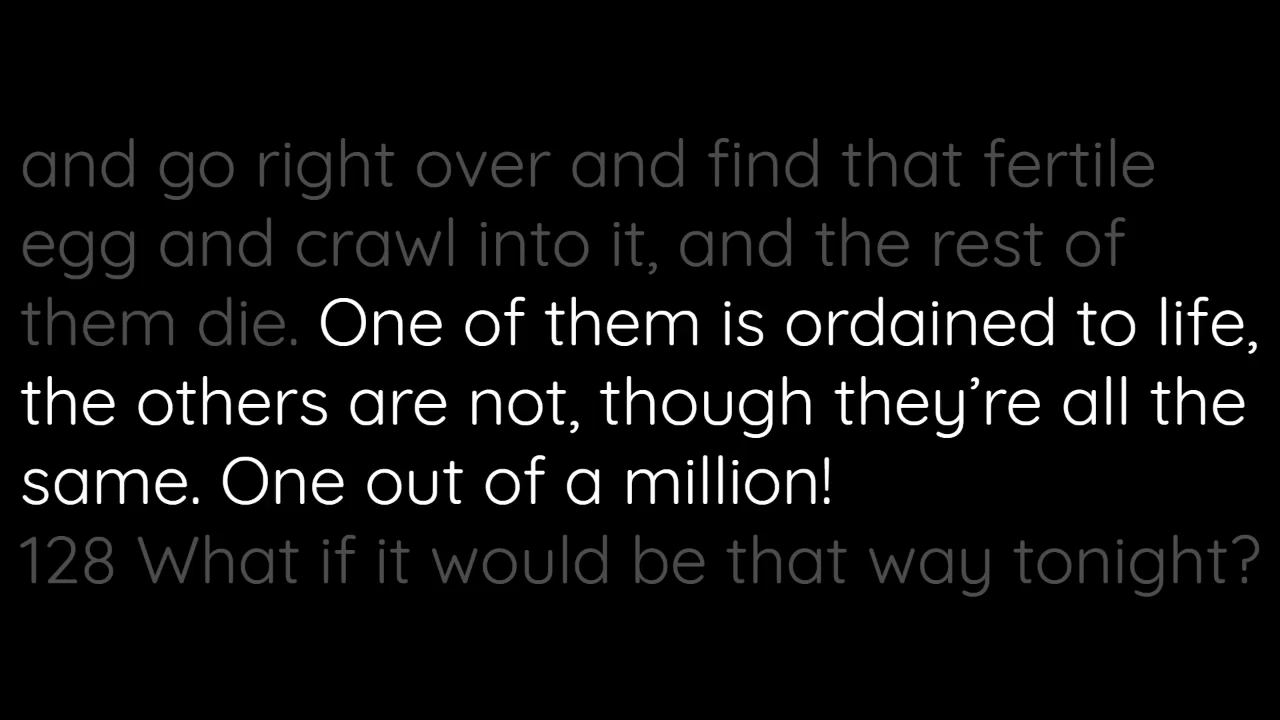 and go right over and find that fertile
egg and crawl into it, and the rest of
them die. One of them is ordained to life,
the others are not, though they’re all the
same. One out of a million!
128 What if it would be that way tonight?